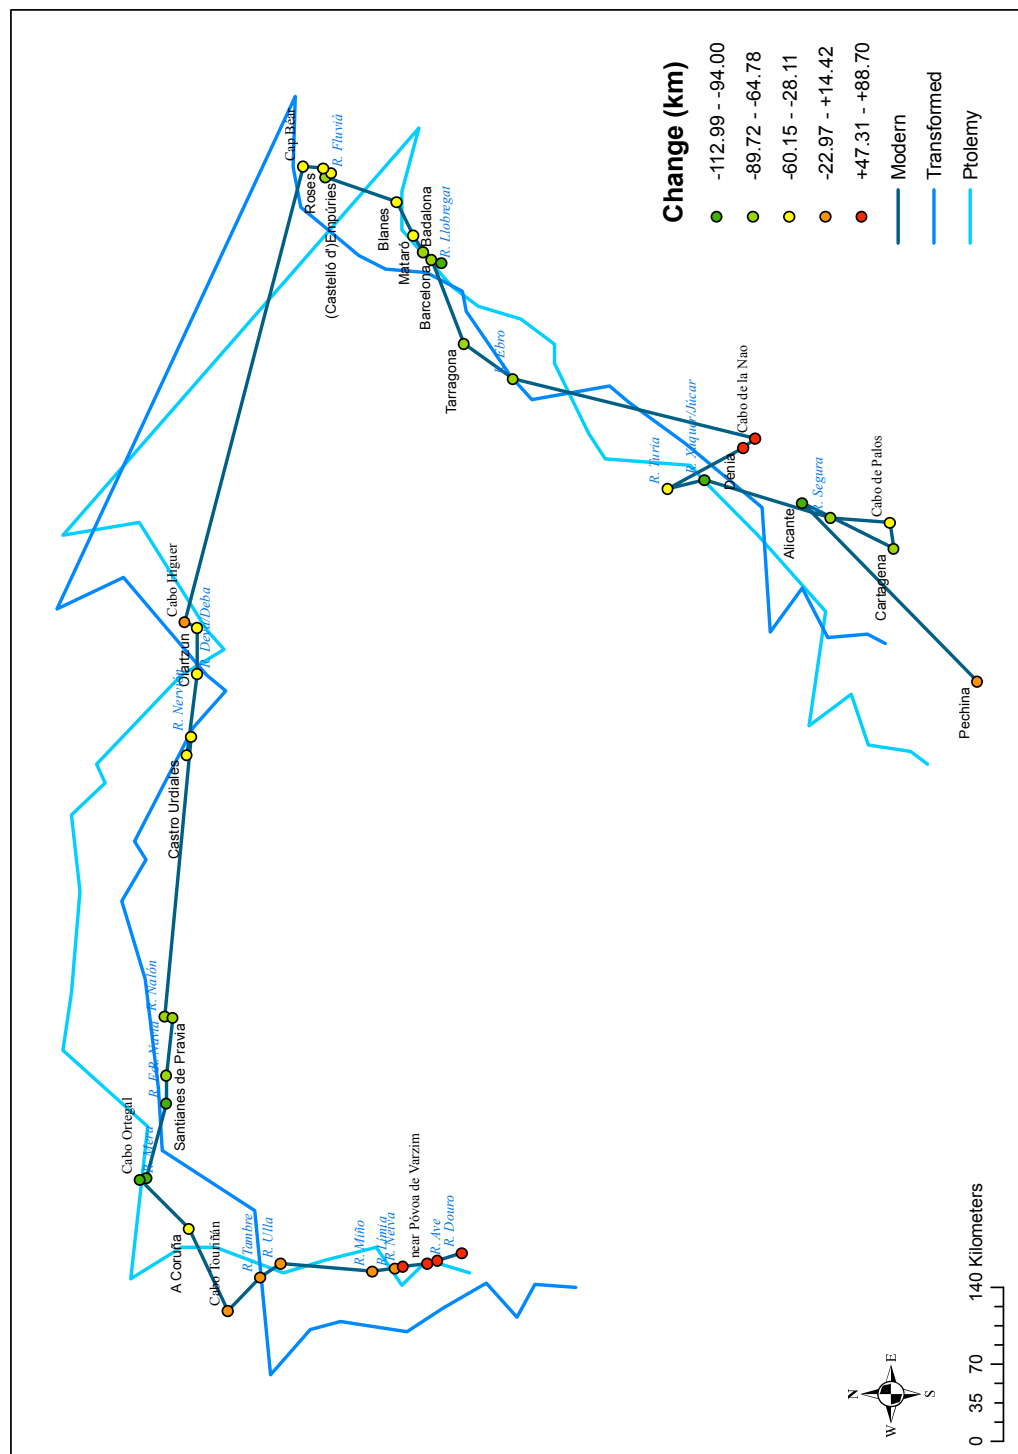 Change (km)
-112.99 - -94.00
-89.72 - -64.78
-60.15 - -28.11
-22.97 - +14.42
+47.31 - +88.70
Modern
Transformed
Ptolemy
Cap Béar
Roses
R. Fluvià
(Castelló d')Empúries
Blanes
Mataró
Badalona
Barcelona
R. Llobregat
Tarragona
R. Ebro
Cabo de la Nao
Denia
R. Turia
R. Xúquer/Júcar
Alicante
R. Segura
Cabo de Palos
Cartagena
Pechina
Cabo Higuer
Oiartzun
R. Deva/Deba
R. Nervión
Castro Urdiales
R. Nalón
Santianes de Pravia
R. Navia
R. Eo
Cabo Ortegal
R. Mera
A Coruña
Cabo Touriñán
R. Tambre
R. Ulla
R. Miño
R. Limia
R. Neiva
near Póvoa de Varzim
R. Ave
R. Douro
N
W
E
S
0 35 70 140 Kilometers